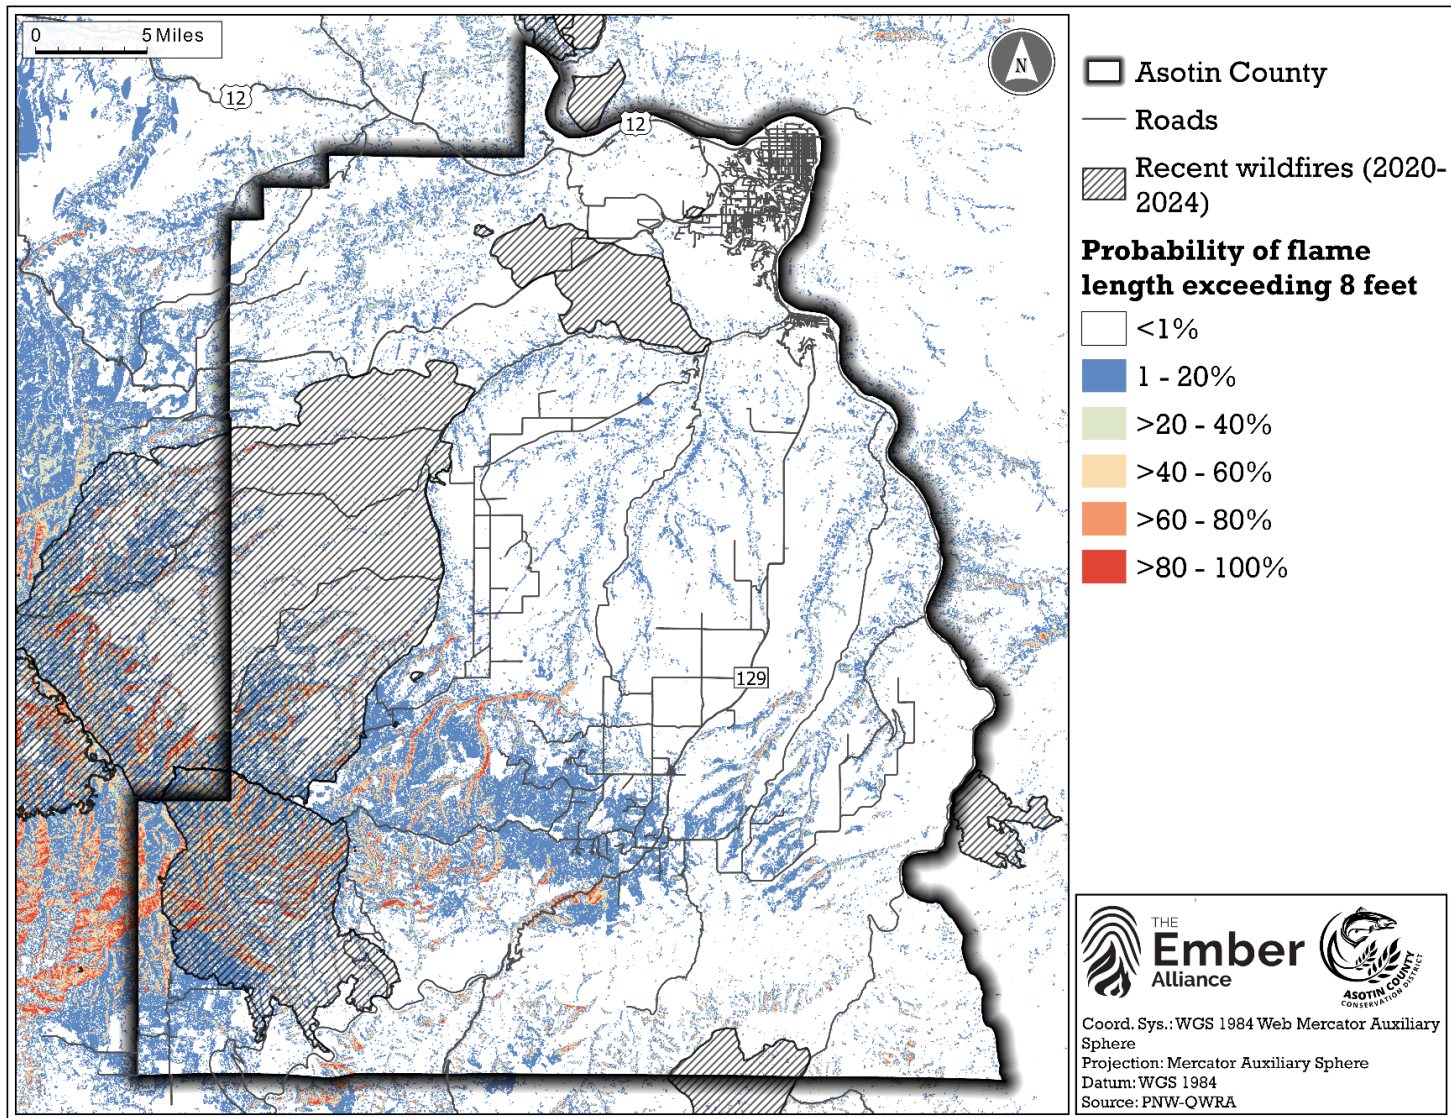 0 5 Miles
N
12
12
129
Asotin County
Roads
Recent wildfires (2020-
2024)
Probability of flame
length exceeding 8 feet
<1%
1 - 20%
>20 - 40%
>40 - 60%
>60 - 80%
>80 - 100%
THE
Ember
Alliance
ASOTIN COUNTY
CONSERVATION DISTRICT
Coord. Sys.: WGS 1984 Web Mercator Auxiliary
Sphere
Projection: Mercator Auxiliary Sphere
Datum: WGS 1984
Source: PNW-QWRA